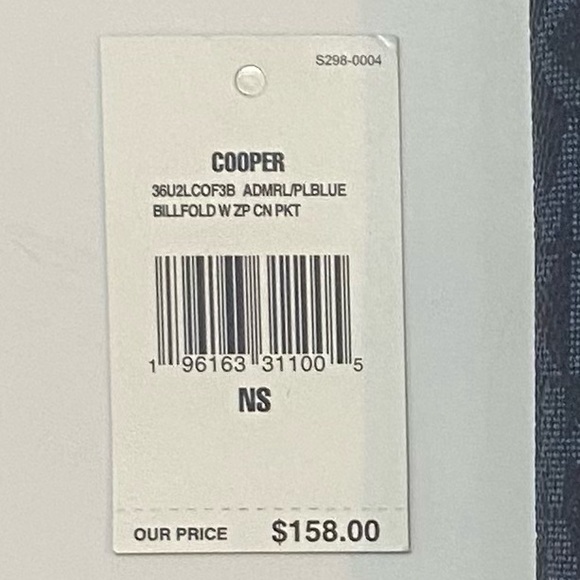 S298-0004
COOPER
36U2LCOF3B ADMRL/PLBLUE
BILLFOLD W ZP CN PKT
1 96163 31100 5
NS
OUR PRICE $158.00